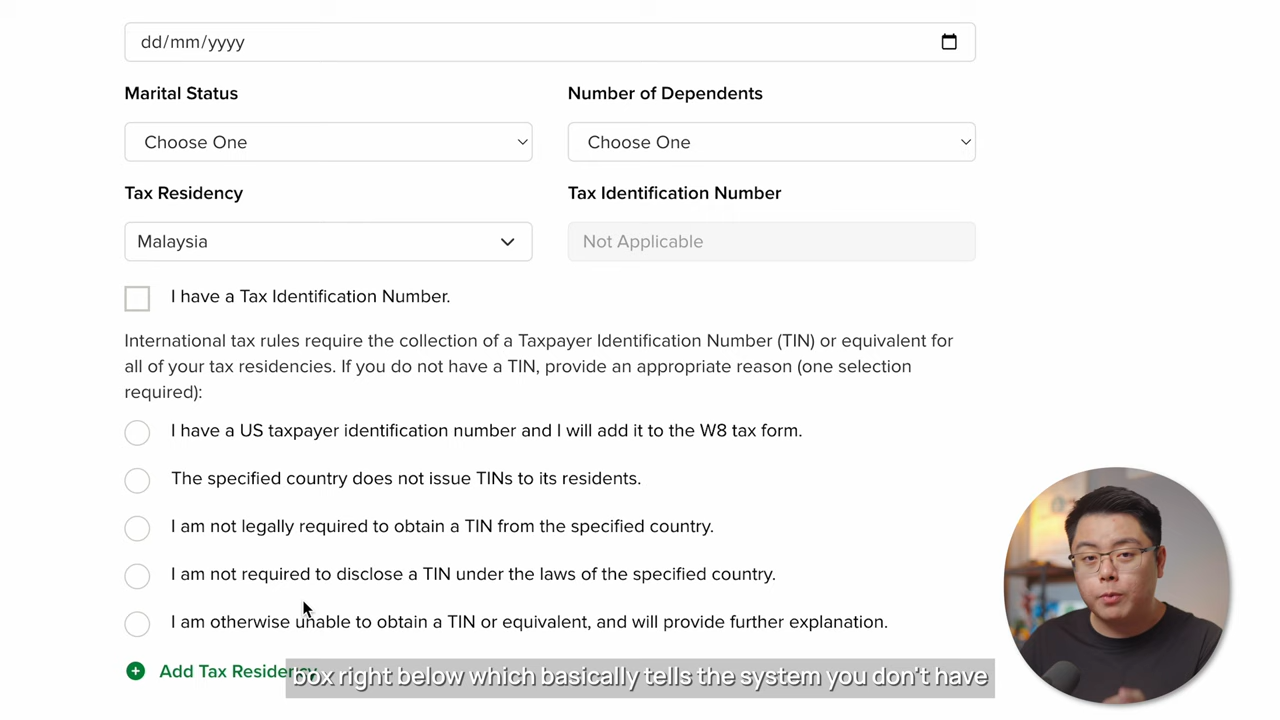 dd/mm/yyyy
Marital Status
Number of Dependents
Choose One
Choose One
Tax Residency
Tax Identification Number
Malaysia
Not Applicable
I have a Tax Identification Number.
International tax rules require the collection of a Taxpayer Identification Number (TIN) or equivalent for
all of your tax residencies. If you do not have a TIN, provide an appropriate reason (one selection
required):
I have a US taxpayer identification number and I will add it to the W8 tax form.
The specified country does not issue TINs to its residents.
I am not legally required to obtain a TIN from the specified country.
I am not required to disclose a TIN under the laws of the specified country.
I am otherwise unable to obtain a TIN or equivalent, and will provide further explanation.
Add Tax Residency
box right below which basically tells the system you don't have